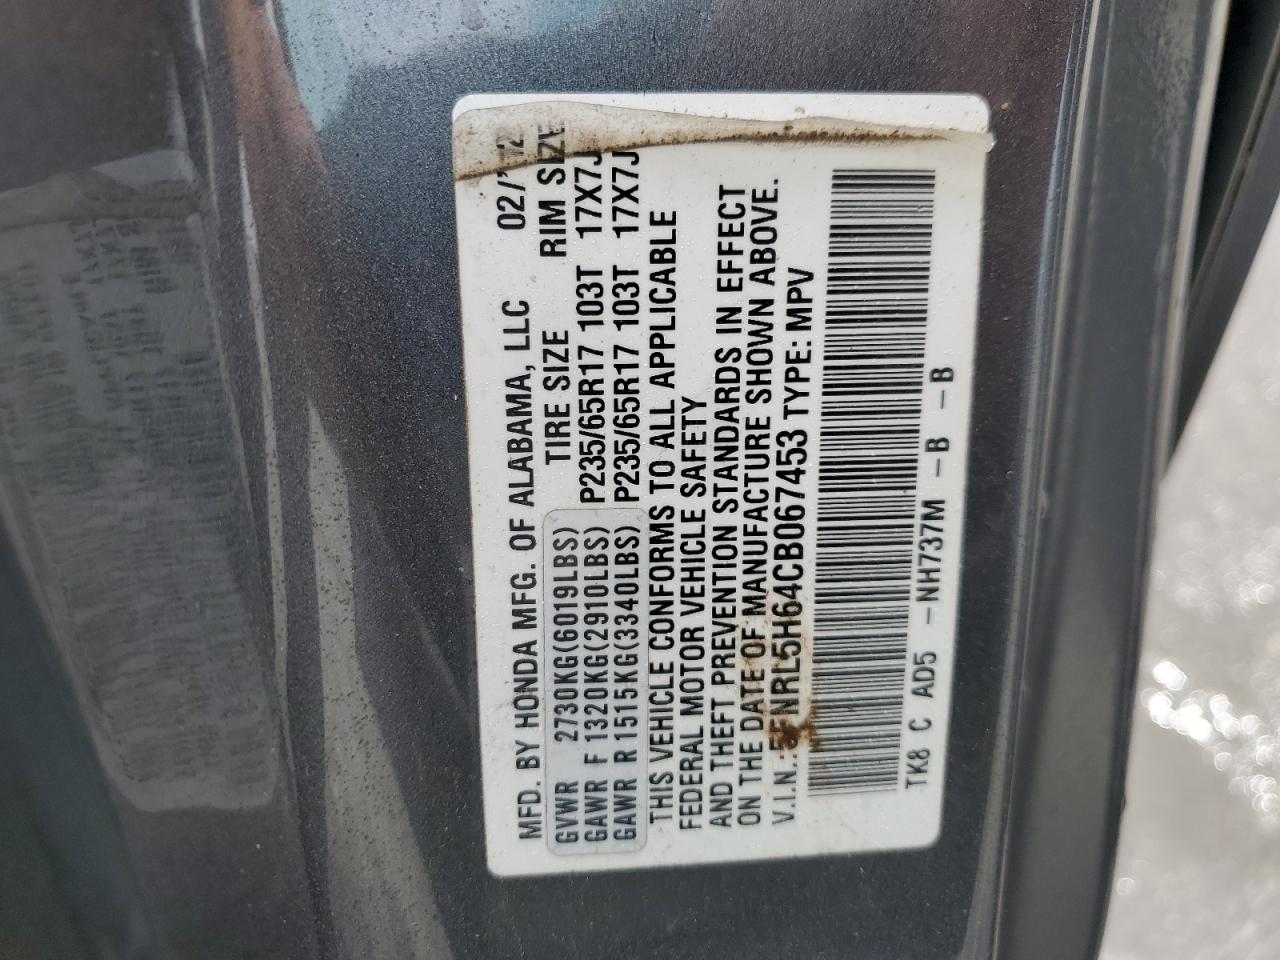 MFD. BY HONDA MFG. OF ALABAMA, LLC 02/12
TIRE SIZE RIM SIZE
GVWR 2730KG(6019LBS)
GAWR F 1320KG(2910LBS) P235/65R17 103T 17X7J
GAWR R 1515KG(3340LBS) P235/65R17 103T 17X7J
THIS VEHICLE CONFORMS TO ALL APPLICABLE
FEDERAL MOTOR VEHICLE SAFETY
AND THEFT PREVENTION STANDARDS IN EFFECT
ON THE DATE OF MANUFACTURE SHOWN ABOVE.
V.I.N.: 5FNRL5H64CB067453 TYPE: MPV
TK8 C AD5 -NH737M -B -B